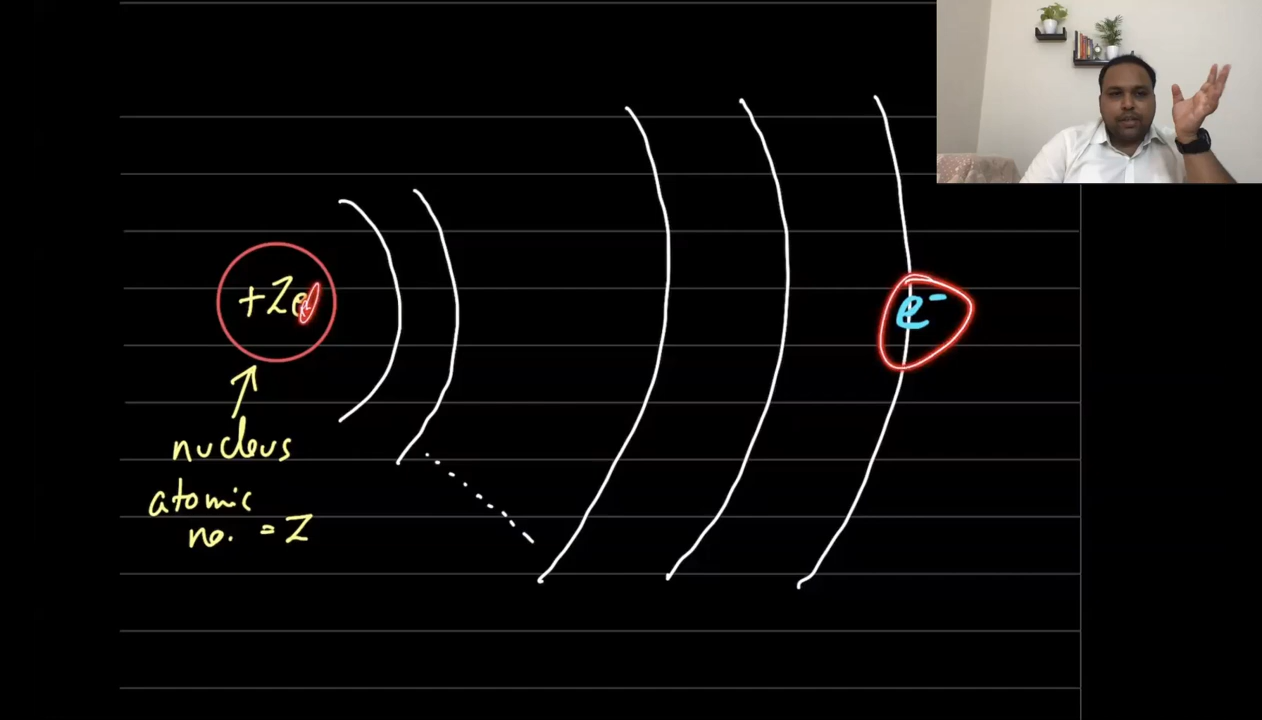 +Ze
e⁻
nucleus
atomic
no. = Z